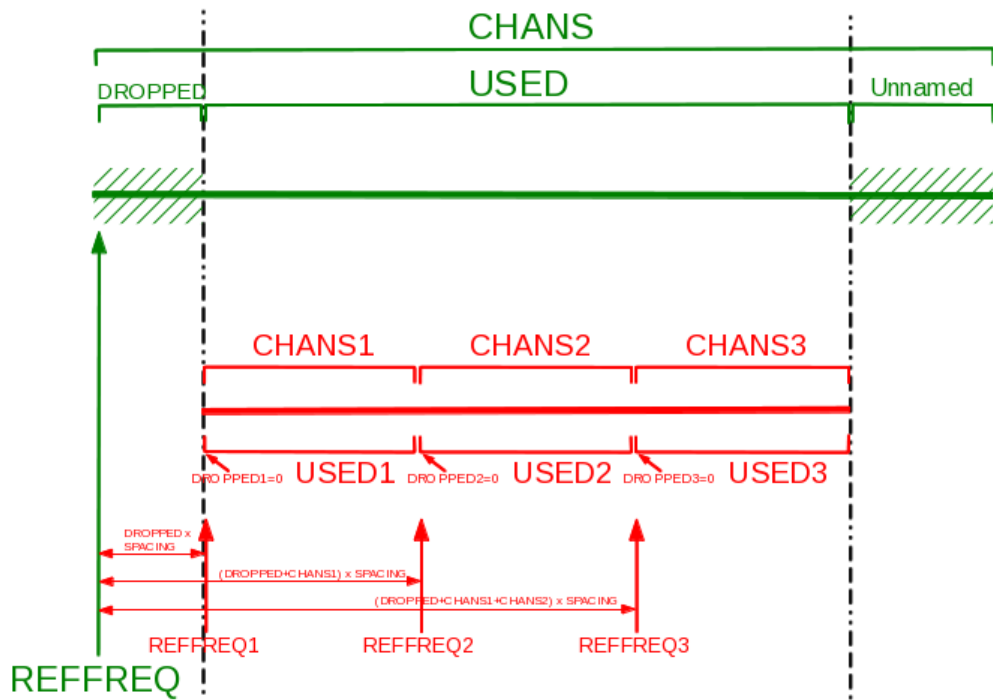 CHANS
DROPPED USED Unnamed
CHANS1 CHANS2 CHANS3
USED1 USED2 USED3
DROPPED1=0 DROPPED2=0 DROPPED3=0
DROPPED x
SPACING
(DROPPED+CHANS1) x SPACING
(DROPPED+CHANS1+CHANS2) x SPACING
REFFREQ1 REFFREQ2 REFFREQ3
REFFREQ